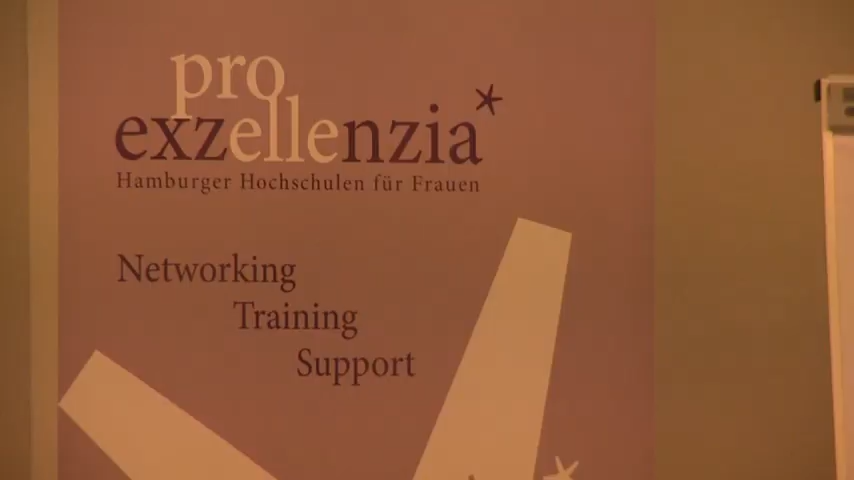 pro
exzellenzia*
Hamburger Hochschulen für Frauen
Networking
Training
Support